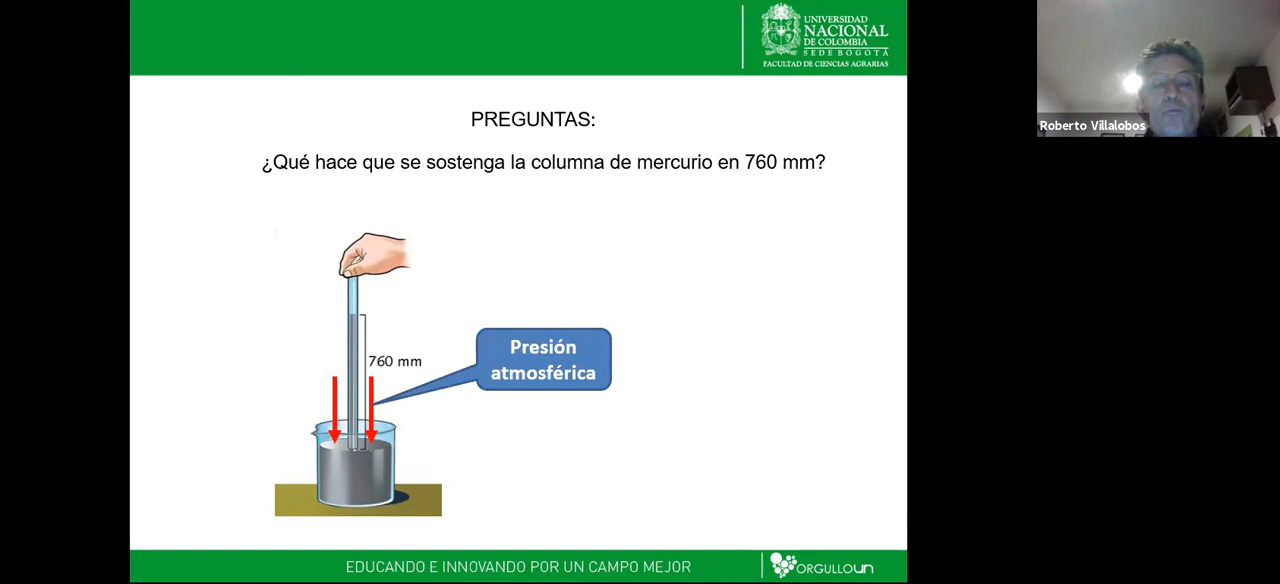 UNIVERSIDAD
NACIONAL
DE COLOMBIA
SEDE BOGOTÁ
FACULTAD DE CIENCIAS AGRARIAS
Roberto Villalobos
PREGUNTAS:
¿Qué hace que se sostenga la columna de mercurio en 760 mm?
760 mm
Presión
atmosférica
EDUCANDO E INNOVANDO POR UN CAMPO MEJOR
ORGULLOUN